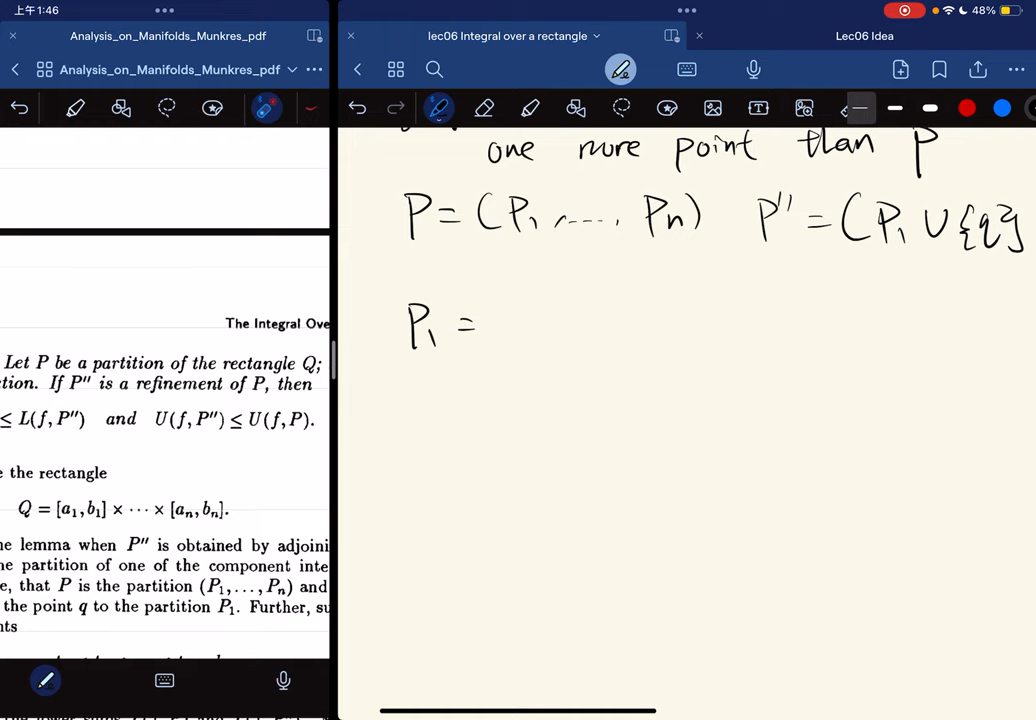 上午1:46
48%
Analysis_on_Manifolds_Munkres_pdf
lec06 Integral over a rectangle
Lec06 Idea
Analysis_on_Manifolds_Munkres_pdf
The Integral Ove
Let P be a partition of the rectangle Q;
ction. If P″ is a refinement of P, then
≤ L(f, P″) and U(f, P″) ≤ U(f, P).
e the rectangle
Q = [a₁, b₁] × ⋯ × [aₙ, bₙ].
he lemma when P″ is obtained by adjoini
he partition of one of the component inte
e, that P is the partition (P₁, . . . , Pₙ) and
the point q to the partition P₁. Further, su
nts
one more point than P
P = (P₁, ...., Pn) P″ = (P₁ ∪ {q}
P₁ =